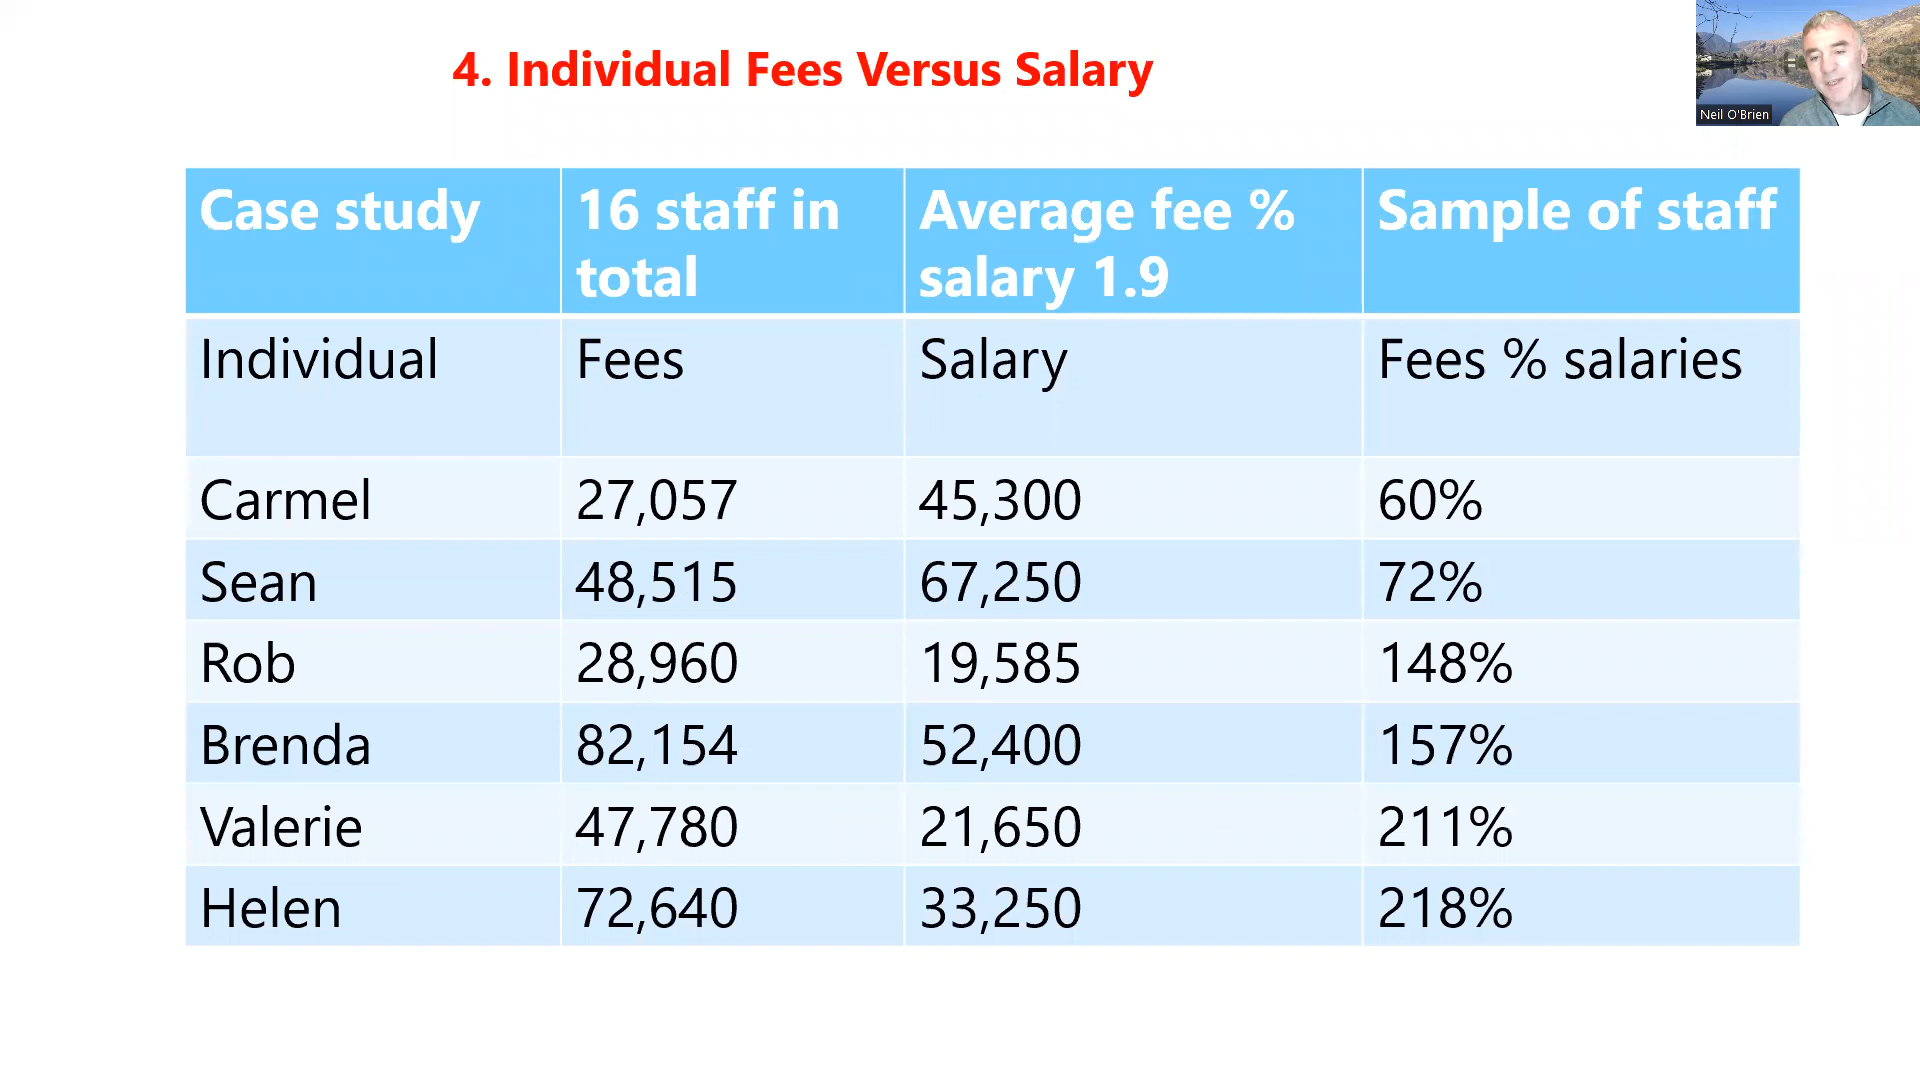 4. Individual Fees Versus Salary
Neil O'Brien
Case study 16 staff in total Average fee % salary 1.9 Sample of staff
Individual Fees Salary Fees % salaries
Carmel 27,057 45,300 60%
Sean 48,515 67,250 72%
Rob 28,960 19,585 148%
Brenda 82,154 52,400 157%
Valerie 47,780 21,650 211%
Helen 72,640 33,250 218%